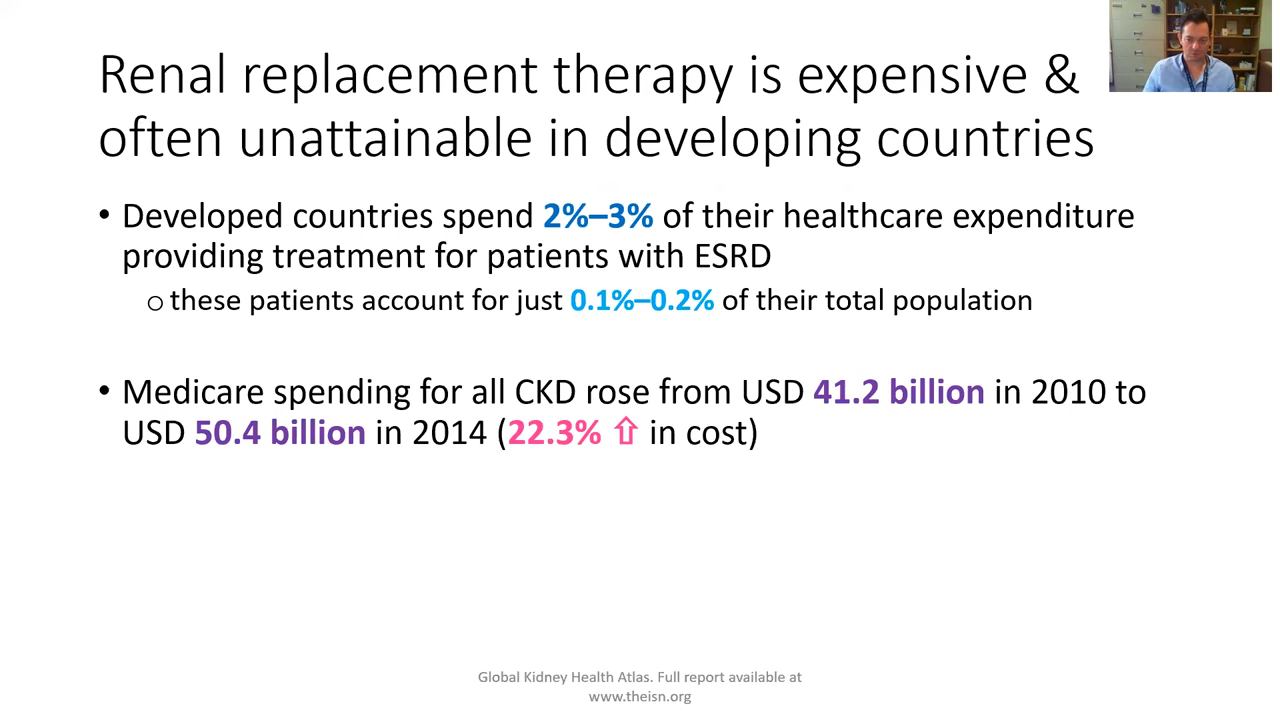 Renal replacement therapy is expensive &
often unattainable in developing countries
• Developed countries spend 2%–3% of their healthcare expenditure
providing treatment for patients with ESRD
○ these patients account for just 0.1%–0.2% of their total population
• Medicare spending for all CKD rose from USD 41.2 billion in 2010 to
USD 50.4 billion in 2014 (22.3% ⇧ in cost)
Global Kidney Health Atlas. Full report available at
www.theisn.org